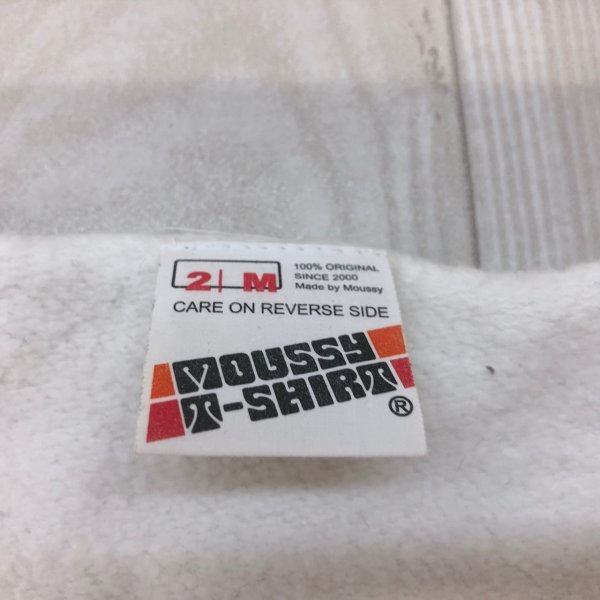 2| M
100% ORIGINAL
SINCE 2000
Made by Moussy
CARE ON REVERSE SIDE
MOUSSY
T-SHIRT®